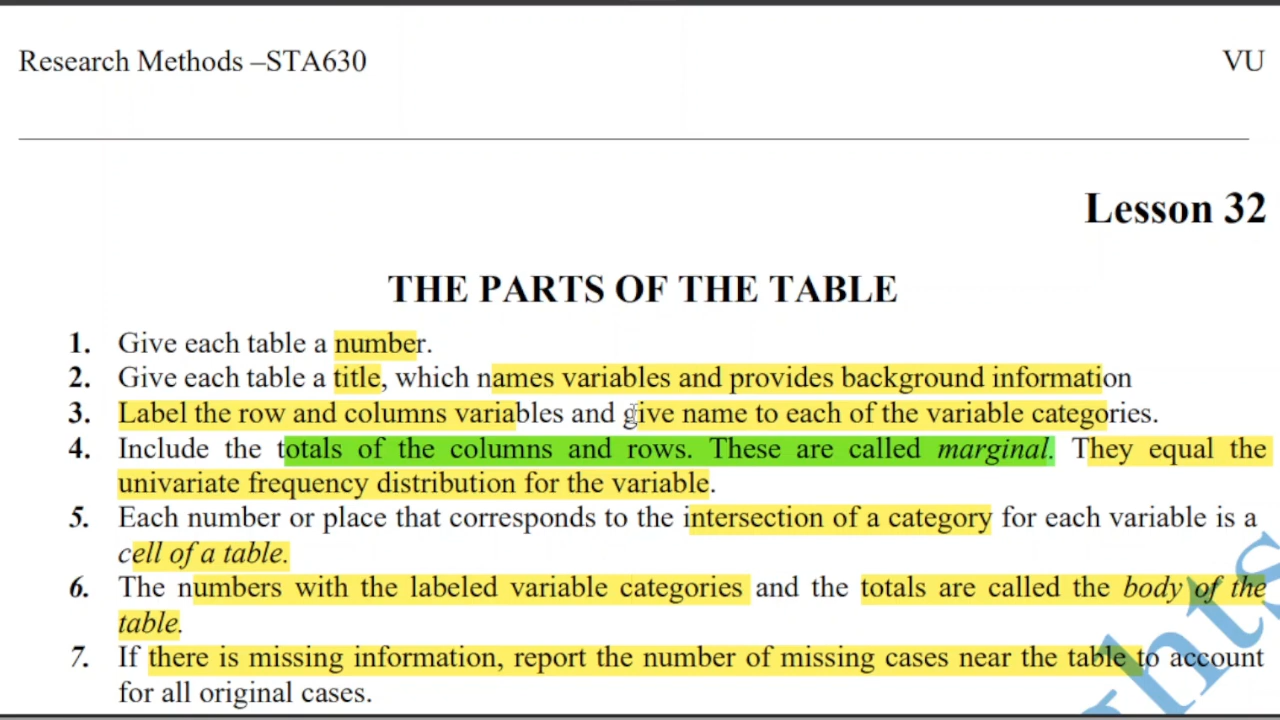 Research Methods –STA630 VU
Lesson 32
THE PARTS OF THE TABLE
1. Give each table a number.
2. Give each table a title, which names variables and provides background information
3. Label the row and columns variables and give name to each of the variable categories.
4. Include the totals of the columns and rows. These are called marginal. They equal the
univariate frequency distribution for the variable.
5. Each number or place that corresponds to the intersection of a category for each variable is a
cell of a table.
6. The numbers with the labeled variable categories and the totals are called the body of the
table.
7. If there is missing information, report the number of missing cases near the table to account
for all original cases.